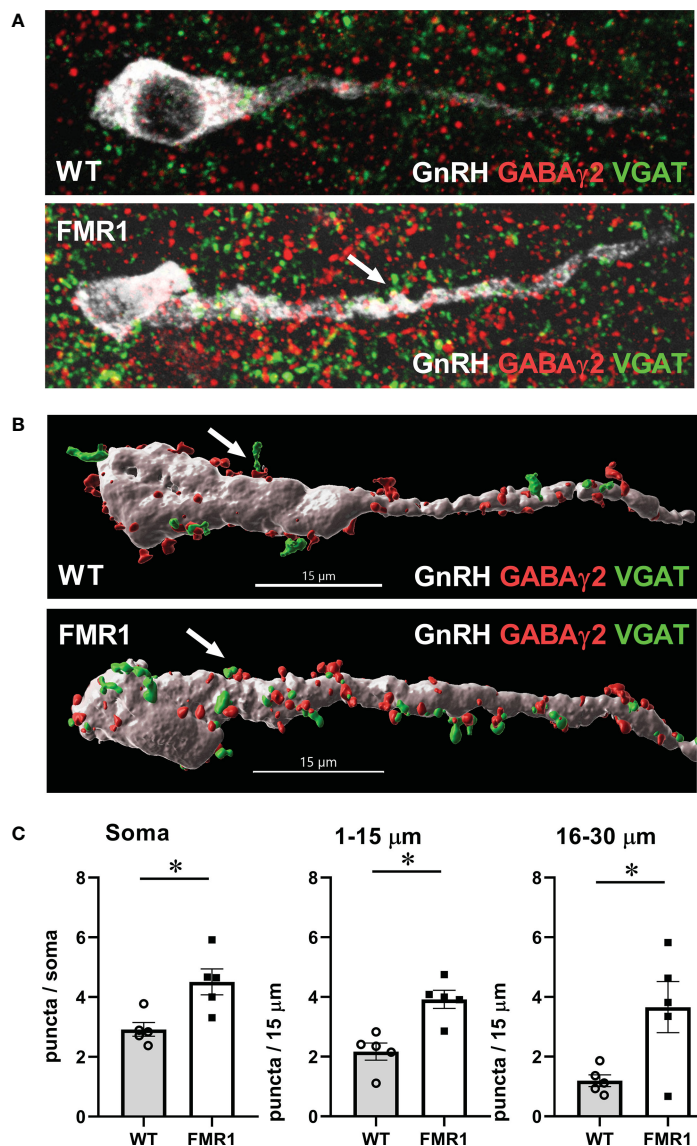 A
WT
GnRH GABAγ2 VGAT
FMR1
GnRH GABAγ2 VGAT
B
WT
15 μm
GnRH GABAγ2 VGAT
FMR1
GnRH GABAγ2 VGAT
15 μm
C
Soma
1-15 μm
16-30 μm
*
*
*
puncta / soma
8
6
4
2
0
WT
FMR1
puncta / 15 μm
8
6
4
2
0
WT
FMR1
puncta / 15 μm
8
6
4
2
0
WT
FMR1